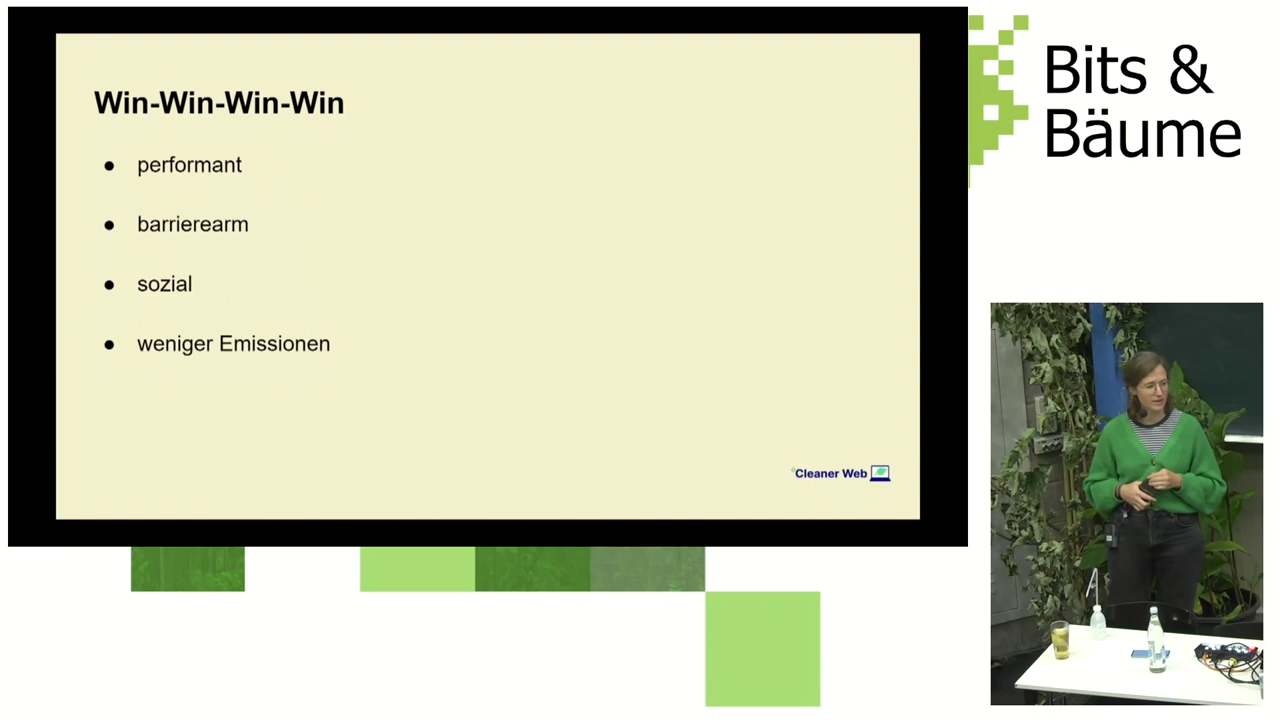 Win-Win-Win-Win
● performant
● barrierearm
● sozial
● weniger Emissionen
Cleaner Web
Bits &
Bäume